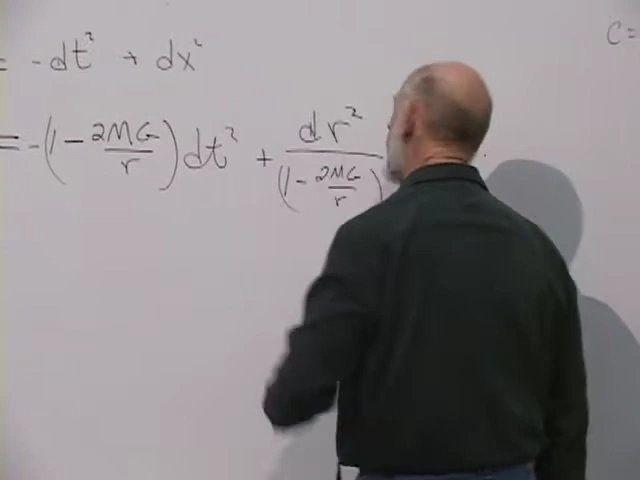 = -dt² + dx²
c=
= -(1 - 2MG/r) dt² + dr²/(1 - 2MG/r)